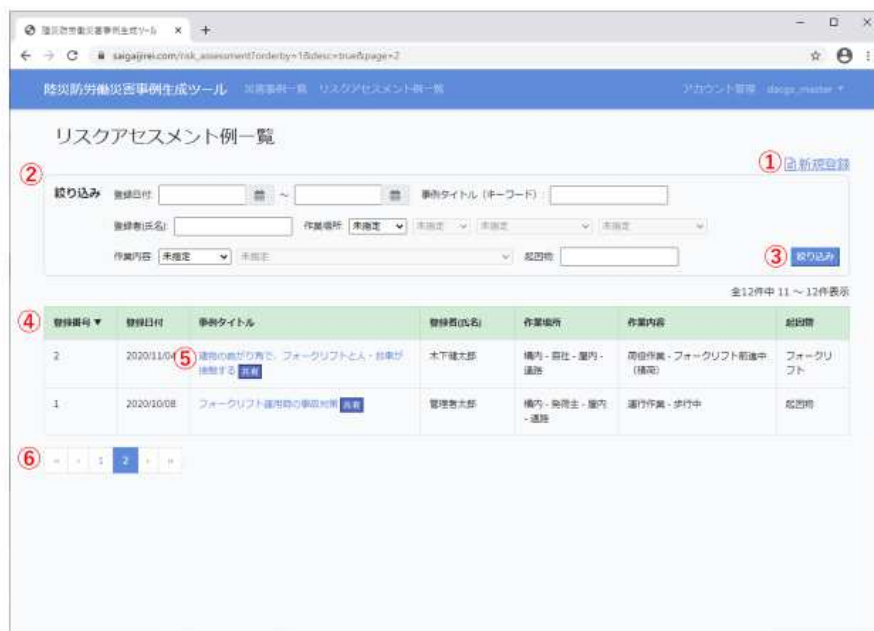 陸災防労働災害事例生成ツール × +
saigaijirei.com/risk_assessment?orderby=1&desc=true&page=2
陸災防労働災害事例生成ツール 災害事例一覧 リスクアセスメント例一覧 アカウント管理
リスクアセスメント例一覧
① 新規登録
②
絞り込み 登録日付 ～ 事例タイトル（キーワード）:
登録者(氏名) 作業場所 未指定 未指定 未指定 未指定
作業内容 未指定 未指定 起因物 ③ 絞り込み
全12件中 11 ～ 12件表示
④ 登録番号 ▼ 登録日付 事例タイトル 登録者(氏名) 作業場所 作業内容 起因物
2 2020/11/04 ⑤ 建物の曲がり角で、フォークリフトと人・台車が 木下健太郎 構内 - 自社 - 屋内 - 荷役作業 - フォークリフト前進中 フォークリ
接触する 共有 通路 （積荷） フト
1 2020/10/08 フォークリフト運用時の事故対策 共有 管理者太郎 構内 - 発荷主 - 屋内 運行作業 - 歩行中 起因物
- 通路
⑥ « ‹ 1 2 › »